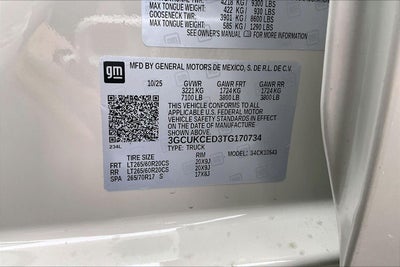 GOOSENECK TWR:
MAX TONGUE WT:
4218 KG / 9300 LBS
422 KG / 930 LBS
3901 KG / 8600 LBS
585 KG / 1290 LBS
SEE OWNER'S MANUAL FOR
gm
MFD BY GENERAL MOTORS DE MEXICO, S. DE R.L. DE C.V.
10/25 GVWR GAWR FRT GAWR RR
3221 KG 1724 KG 1724 KG
7100 LB 3800 LB 3800 LB
THIS VEHICLE CONFORMS TO ALL APPLICABLE U.S. FEDERAL MOTOR
VEHICLE SAFETY STANDARDS IN EFFECT
ON THE DATE OF MANUFACTURE SHOWN
ABOVE.
3GCUKCED3TG170734
TYPE: TRUCK
234L
TIRE SIZE RIM MODEL:
FRT LT265/60R20CS 20X9J
RR LT265/60R20CS 20X9J
SPA 265/70R17 S 17X8J